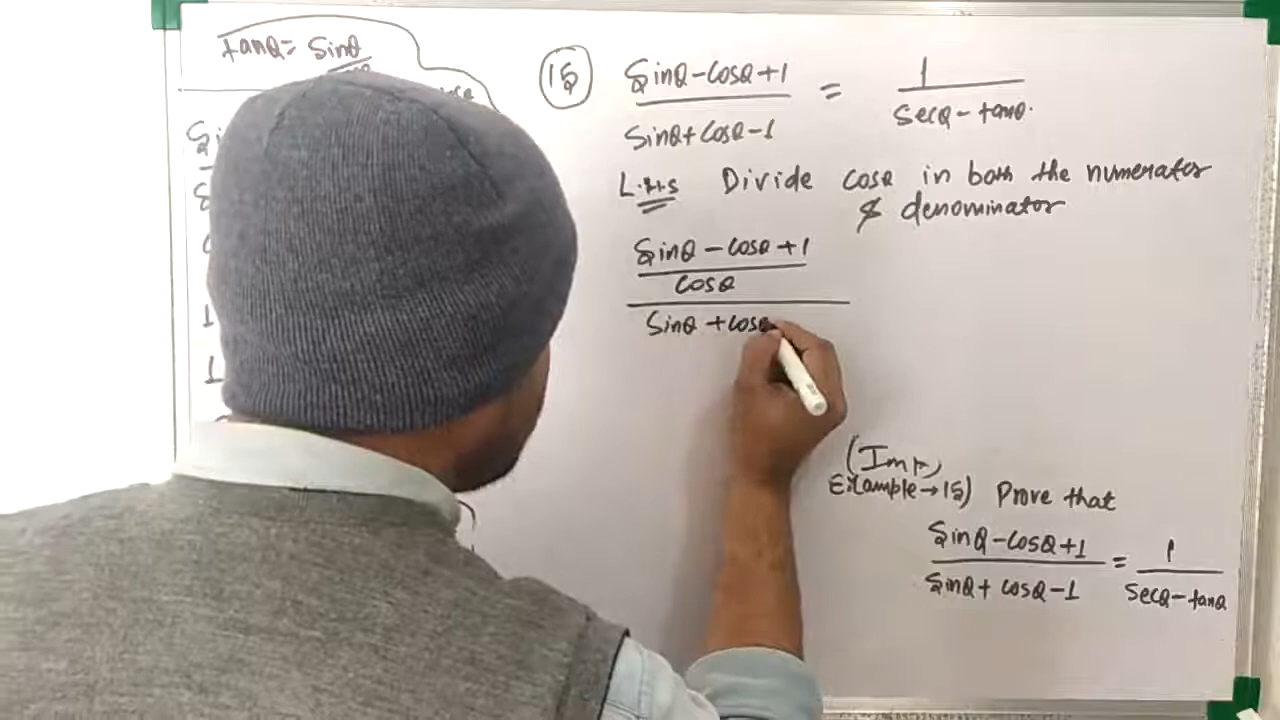 tanθ = Sinθ
15) Sinθ - Cosθ + 1 / Sinθ + Cosθ - 1 = 1 / Secθ - tanθ.
L.H.S Divide Cosθ in both the numerator
& denominator
Sinθ - Cosθ + 1
Cosθ
Sinθ + Cosθ
(Imp)
Example → 15) Prove that
Sinθ - Cosθ + 1 / Sinθ + Cosθ - 1 = 1 / Secθ - tanθ